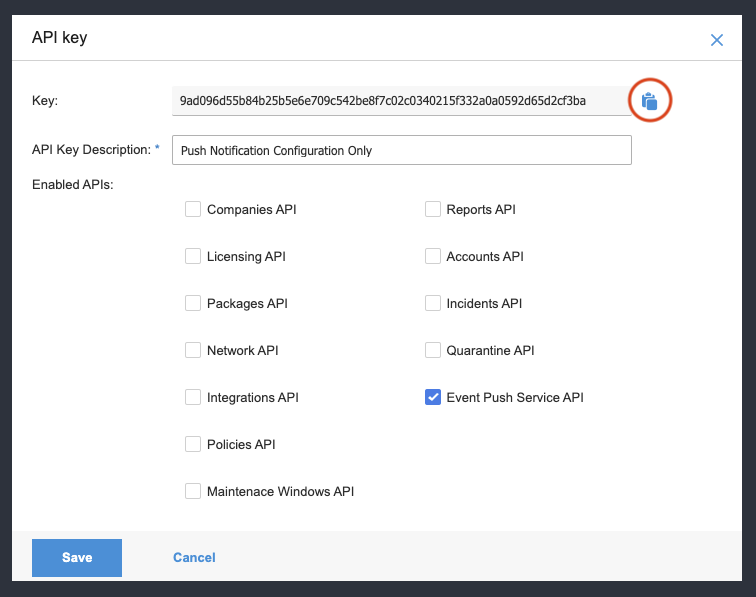 API key
Key: 9ad096d55b84b25b5e6e709c542be8f7c02c0340215f332a0a0592d65d2cf3ba
API Key Description: * Push Notification Configuration Only
Enabled APIs:
Companies API Reports API
Licensing API Accounts API
Packages API Incidents API
Network API Quarantine API
Integrations API Event Push Service API
Policies API
Maintenace Windows API
Save Cancel